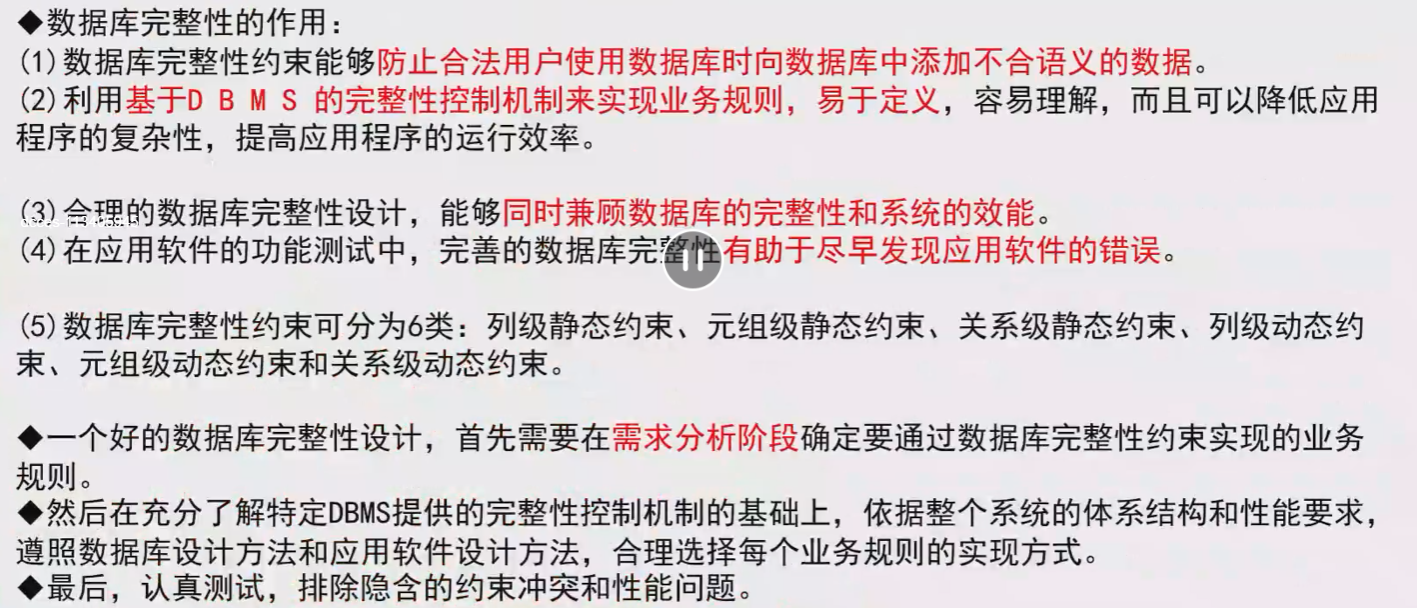 ◆数据库完整性的作用：
(1)数据库完整性约束能够防止合法用户使用数据库时向数据库中添加不合语义的数据。
(2)利用基于D B M S 的完整性控制机制来实现业务规则，易于定义，容易理解，而且可以降低应用
程序的复杂性，提高应用程序的运行效率。
(3)合理的数据库完整性设计，能够同时兼顾数据库的完整性和系统的效能。
(4)在应用软件的功能测试中，完善的数据库完整性有助于尽早发现应用软件的错误。
(5)数据库完整性约束可分为6类：列级静态约束、元组级静态约束、关系级静态约束、列级动态约
束、元组级动态约束和关系级动态约束。
◆一个好的数据库完整性设计，首先需要在需求分析阶段确定要通过数据库完整性约束实现的业务
规则。
◆然后在充分了解特定DBMS提供的完整性控制机制的基础上，依据整个系统的体系结构和性能要求，
遵照数据库设计方法和应用软件设计方法，合理选择每个业务规则的实现方式。
◆最后，认真测试，排除隐含的约束冲突和性能问题。